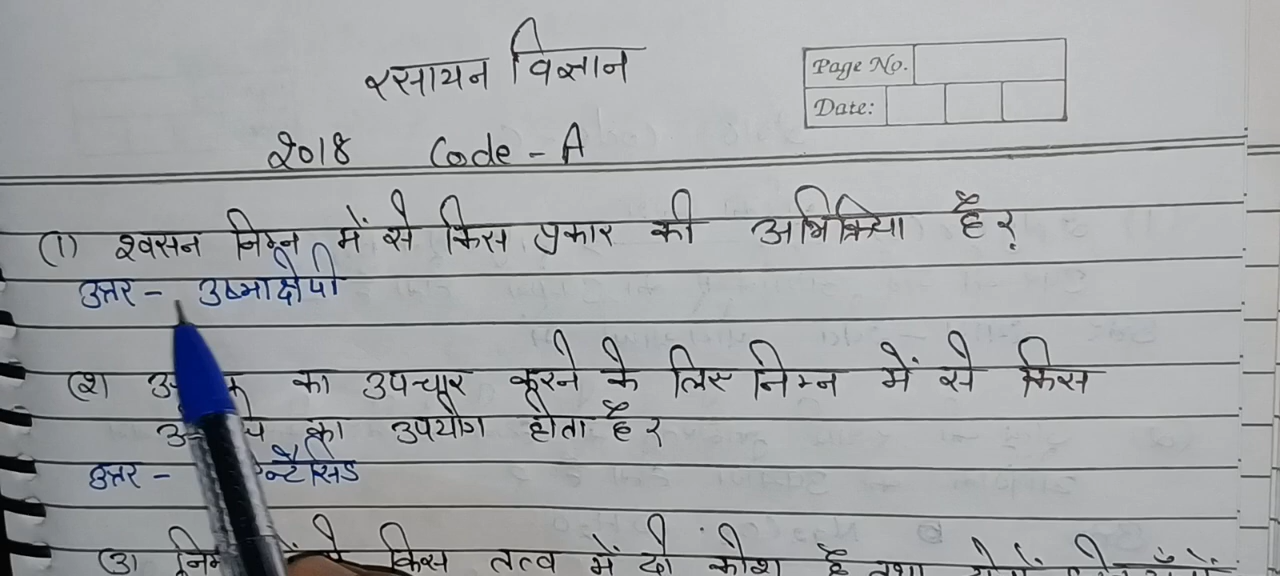 रसायन विज्ञान
Page No.
Date:
2018 Code - A
(1) श्वसन निम्न में से किस प्रकार की अभिक्रिया है?
उत्तर - उष्माक्षेपी
(2) का उपचार करने के लिए निम्न में से किस
का उपयोग होता है?
उत्तर -
(3) किस तत्व में दो कोश है तथा